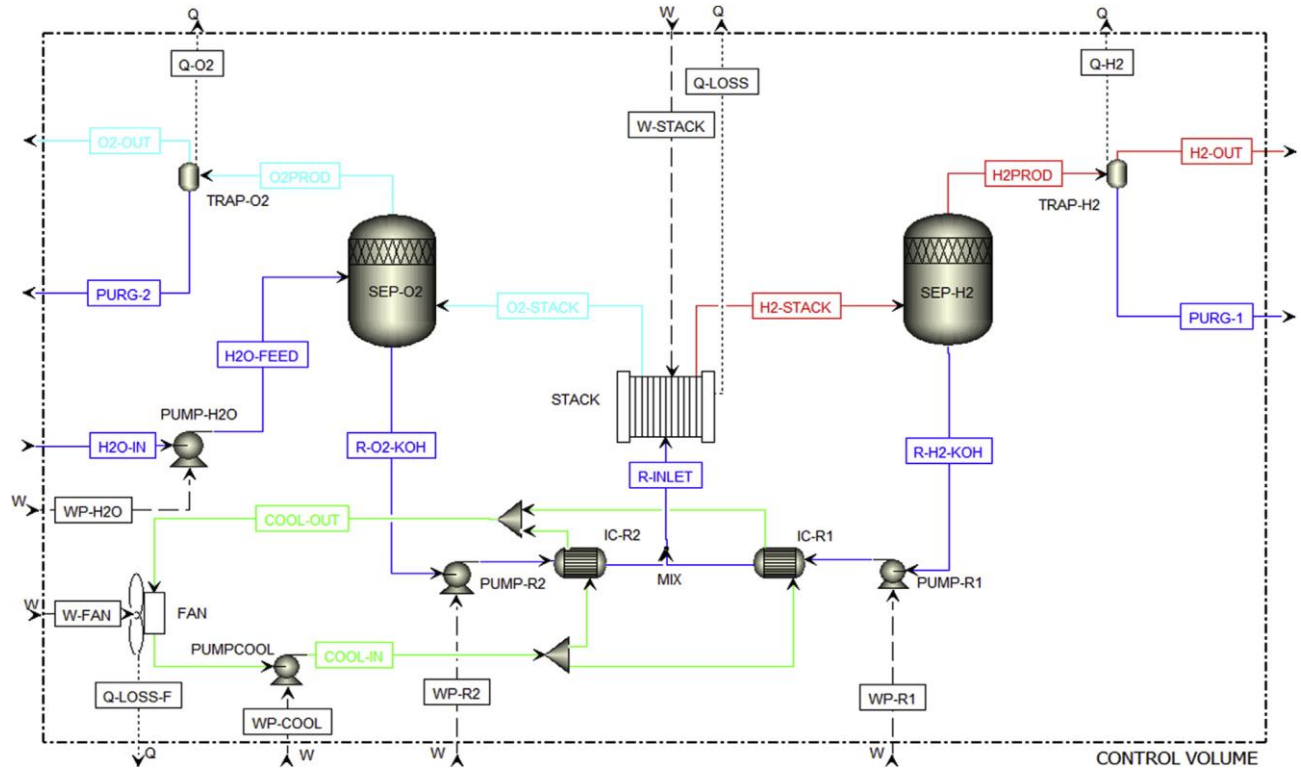 Q
W
Q
Q
Q-O2
Q-LOSS
Q-H2
W-STACK
O2-OUT
O2PROD
H2PROD
H2-OUT
TRAP-O2
TRAP-H2
PURG-2
SEP-O2
O2-STACK
H2-STACK
SEP-H2
PURG-1
H2O-FEED
STACK
PUMP-H2O
H2O-IN
R-O2-KOH
R-INLET
R-H2-KOH
W
WP-H2O
COOL-OUT
IC-R2
IC-R1
PUMP-R2
MIX
PUMP-R1
W
W-FAN
FAN
PUMPCOOL
COOL-IN
Q-LOSS-F
WP-COOL
WP-R2
WP-R1
Q
W
W
W
CONTROL VOLUME